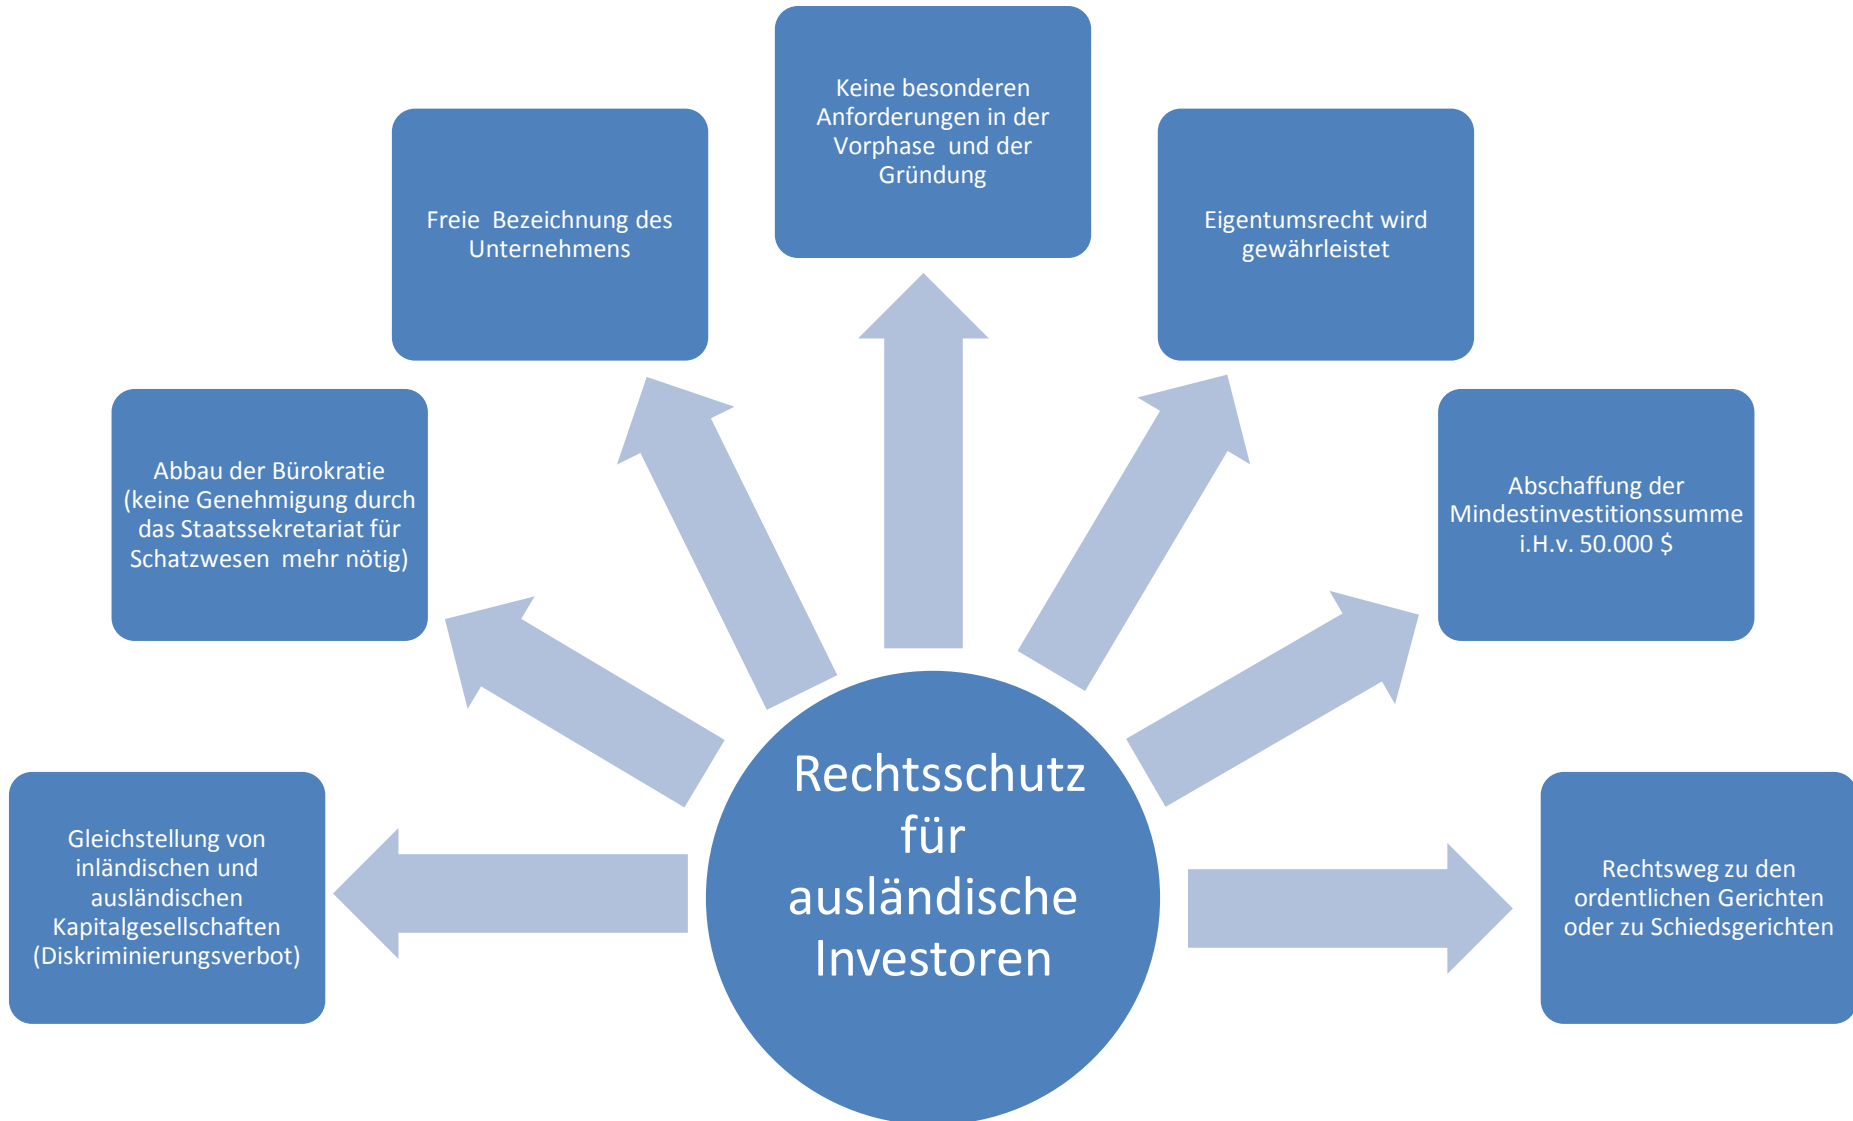 Keine besonderen
Anforderungen in der
Vorphase und der
Gründung
Freie Bezeichnung des
Unternehmens
Eigentumsrecht wird
gewährleistet
Abbau der Bürokratie
(keine Genehmigung durch
das Staatssekretariat für
Schatzwesen mehr nötig)
Abschaffung der
Mindestinvestitionssumme
i.H.v. 50.000 $
Gleichstellung von
inländischen und
ausländischen
Kapitalgesellschaften
(Diskriminierungsverbot)
Rechtsschutz
für
ausländische
Investoren
Rechtsweg zu den
ordentlichen Gerichten
oder zu Schiedsgerichten